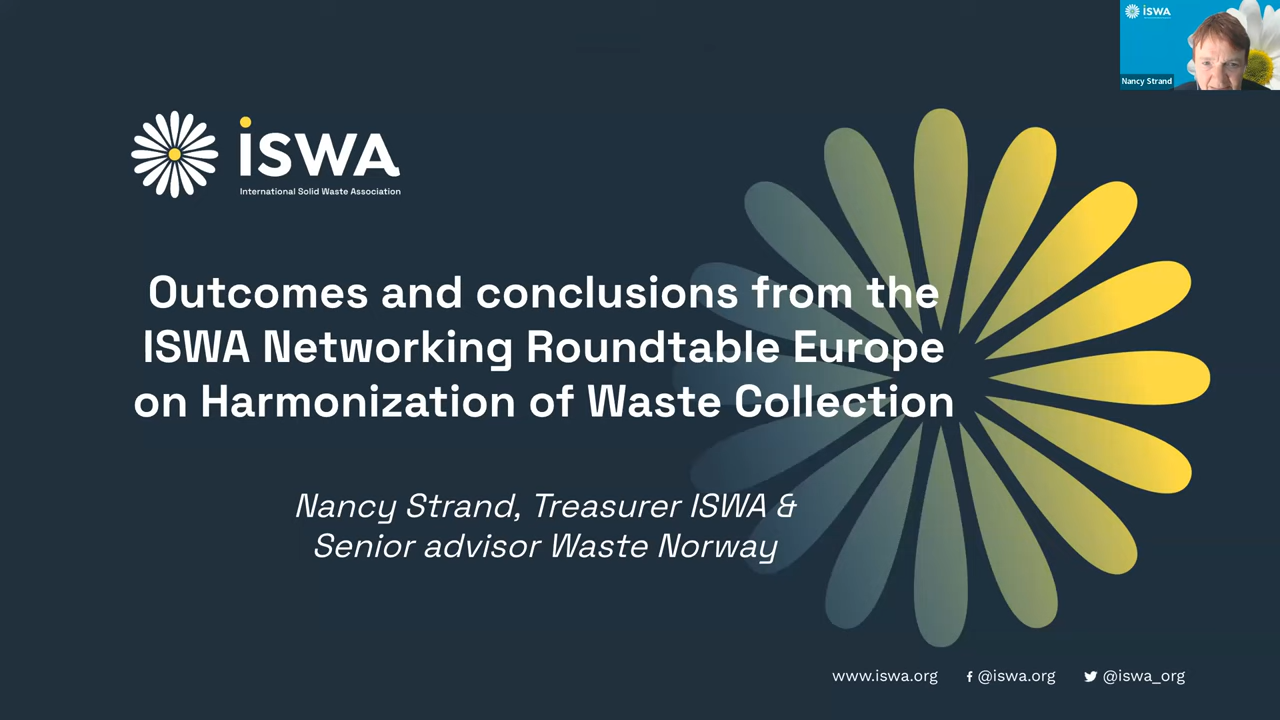 iSWA
Nancy Strand
iSWA
International Solid Waste Association
Outcomes and conclusions from the
ISWA Networking Roundtable Europe
on Harmonization of Waste Collection
Nancy Strand, Treasurer ISWA &
Senior advisor Waste Norway
www.iswa.org @iswa.org @iswa_org